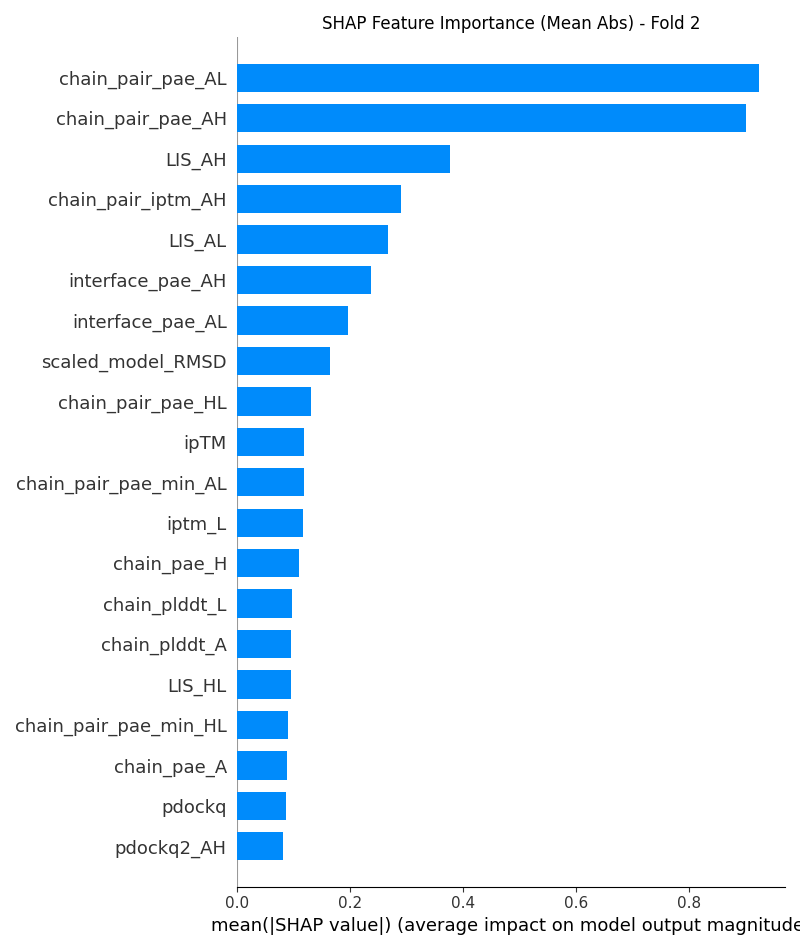 SHAP Feature Importance (Mean Abs) - Fold 2
chain_pair_pae_AL
chain_pair_pae_AH
LIS_AH
chain_pair_iptm_AH
LIS_AL
interface_pae_AH
interface_pae_AL
scaled_model_RMSD
chain_pair_pae_HL
ipTM
chain_pair_pae_min_AL
iptm_L
chain_pae_H
chain_plddt_L
chain_plddt_A
LIS_HL
chain_pair_pae_min_HL
chain_pae_A
pdockq
pdockq2_AH
0.0 0.2 0.4 0.6 0.8
mean(|SHAP value|) (average impact on model output magnitude